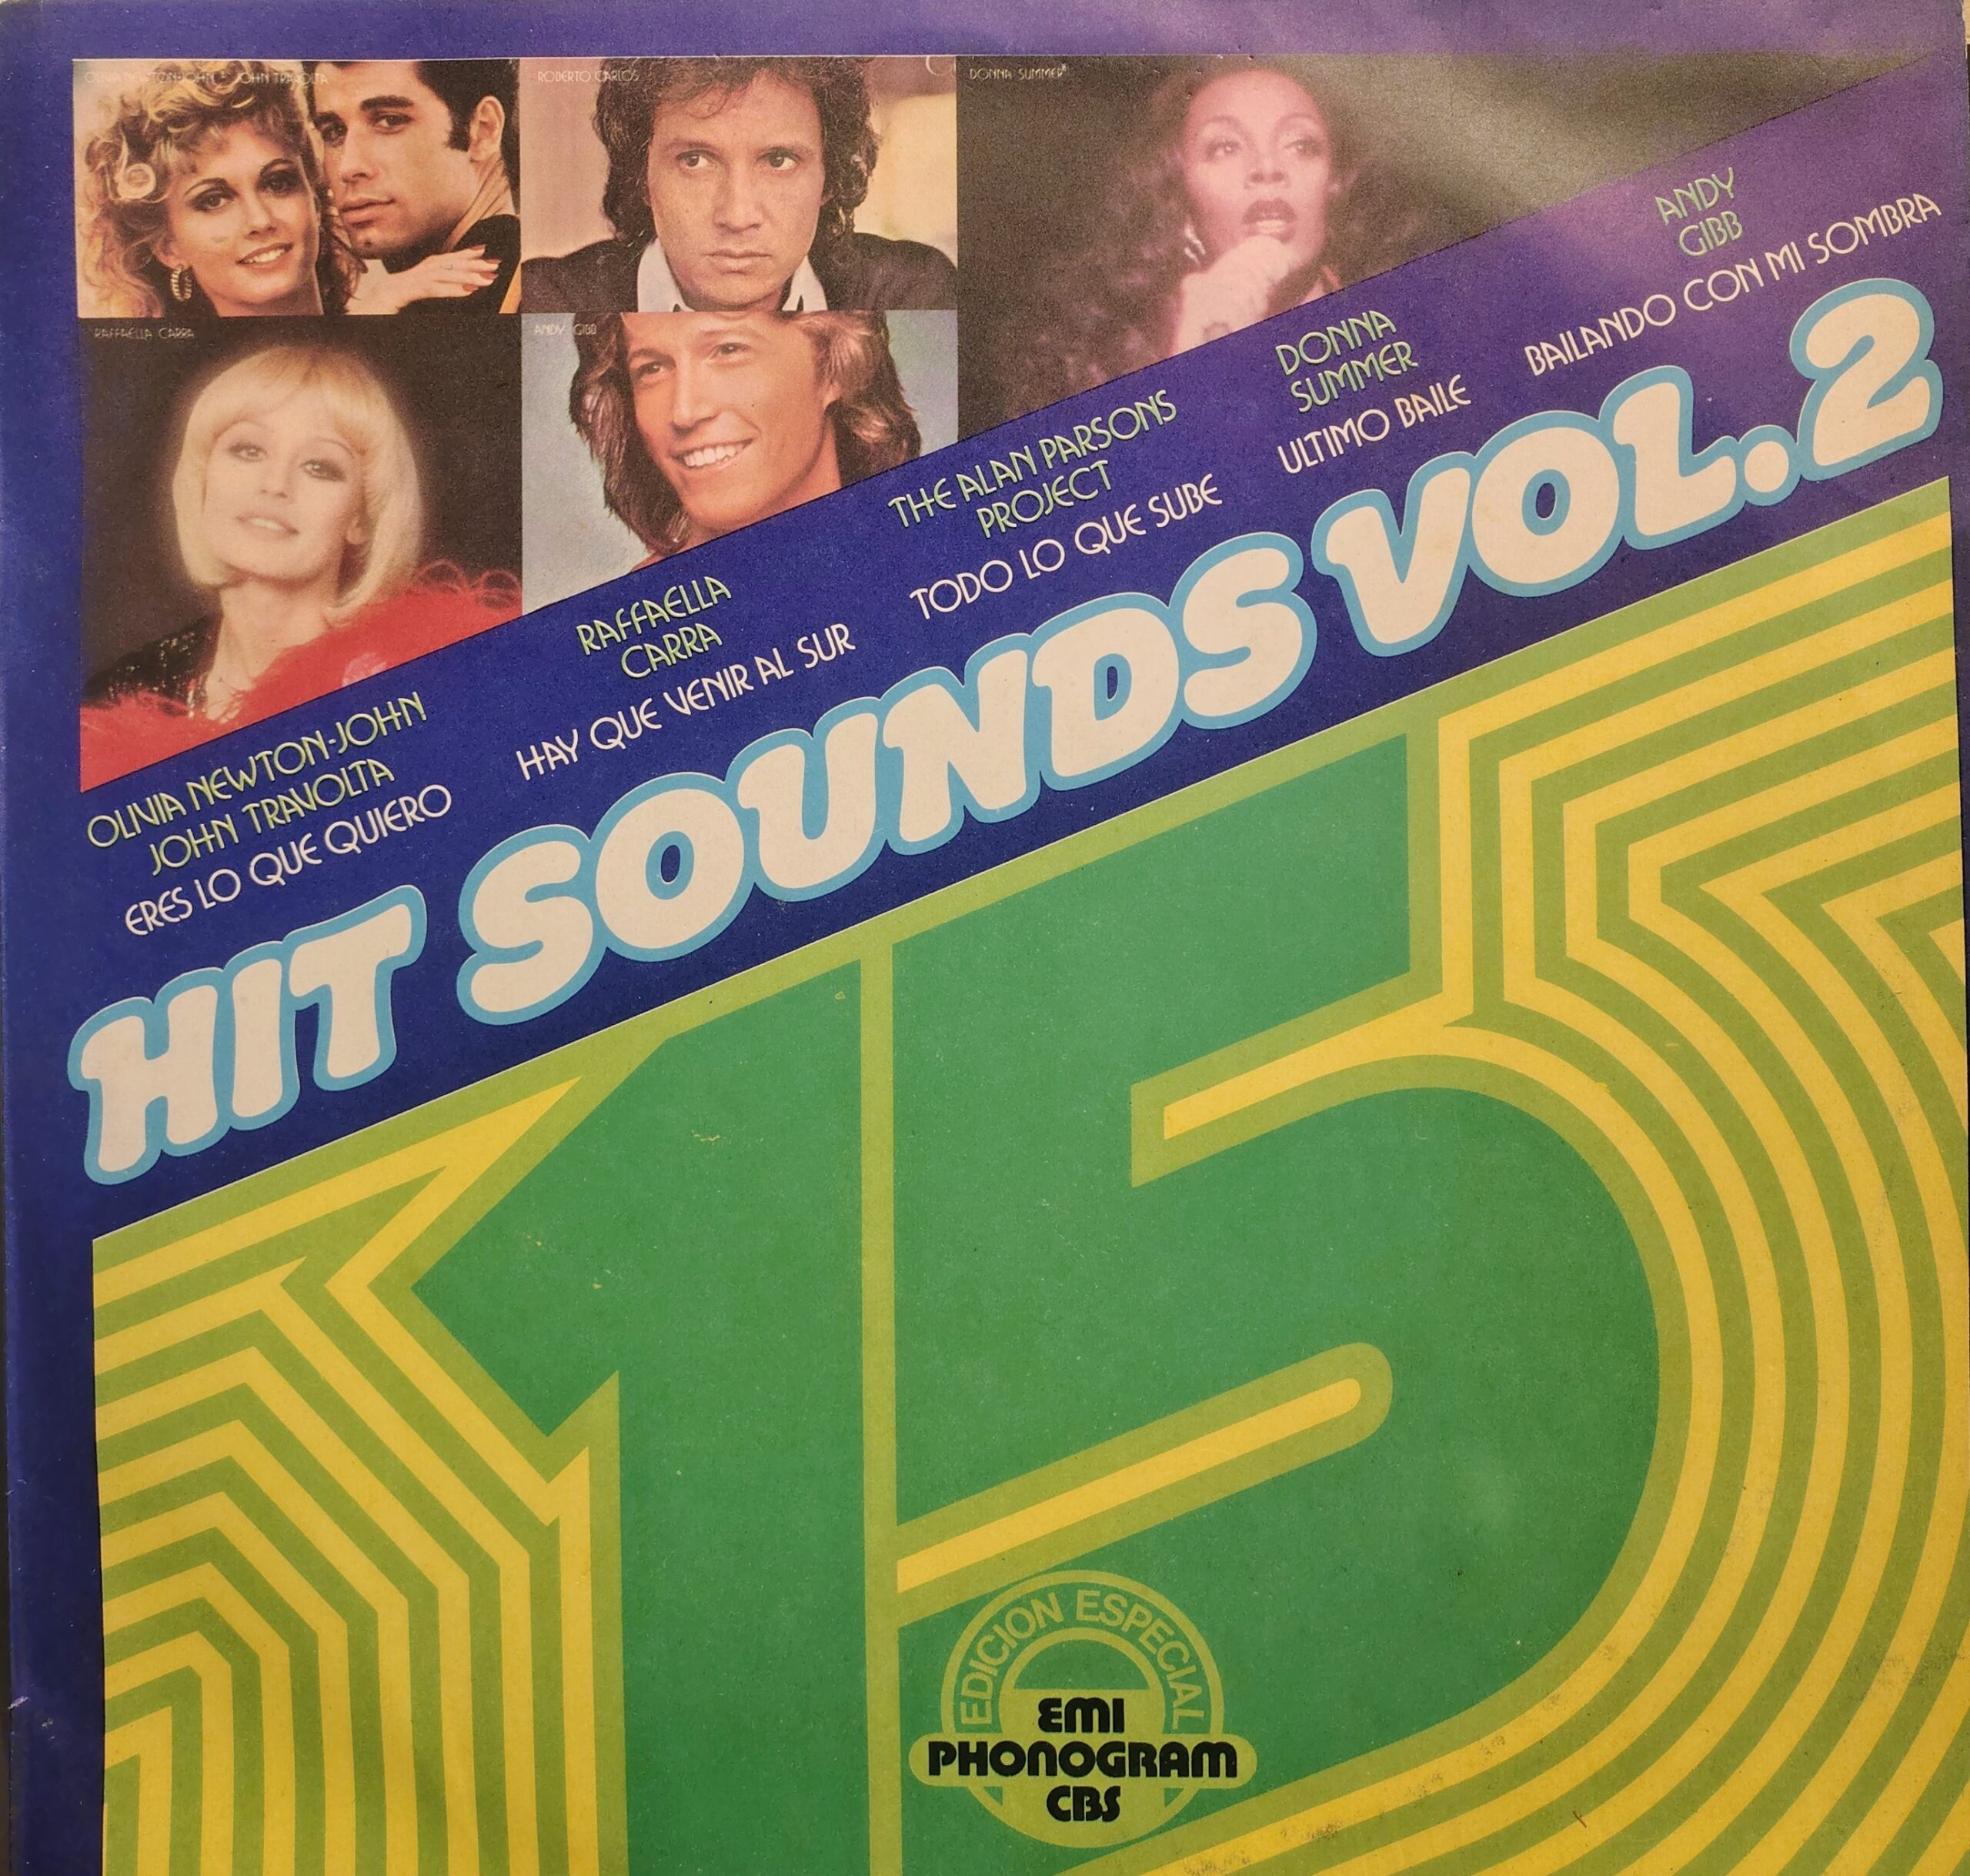 OLIVIA NEWTON-JOHN - JOHN TRAVOLTA
ROBERTO CARLOS
DONNA SUMMER
RAFFAELLA CARRA
ANDY GIBB
OLIVIA NEWTON-JOHN
JOHN TRAVOLTA
ERES LO QUE QUIERO
RAFFAELLA
CARRA
HAY QUE VENIR AL SUR
THE ALAN PARSONS
PROJECT
TODO LO QUE SUBE
DONNA
SUMMER
ULTIMO BAILE
ANDY
GIBB
BAILANDO CON MI SOMBRA
HIT SOUNDS VOL.2
15
EDICION ESPECIAL
EMI
PHONOGRAM
CBS